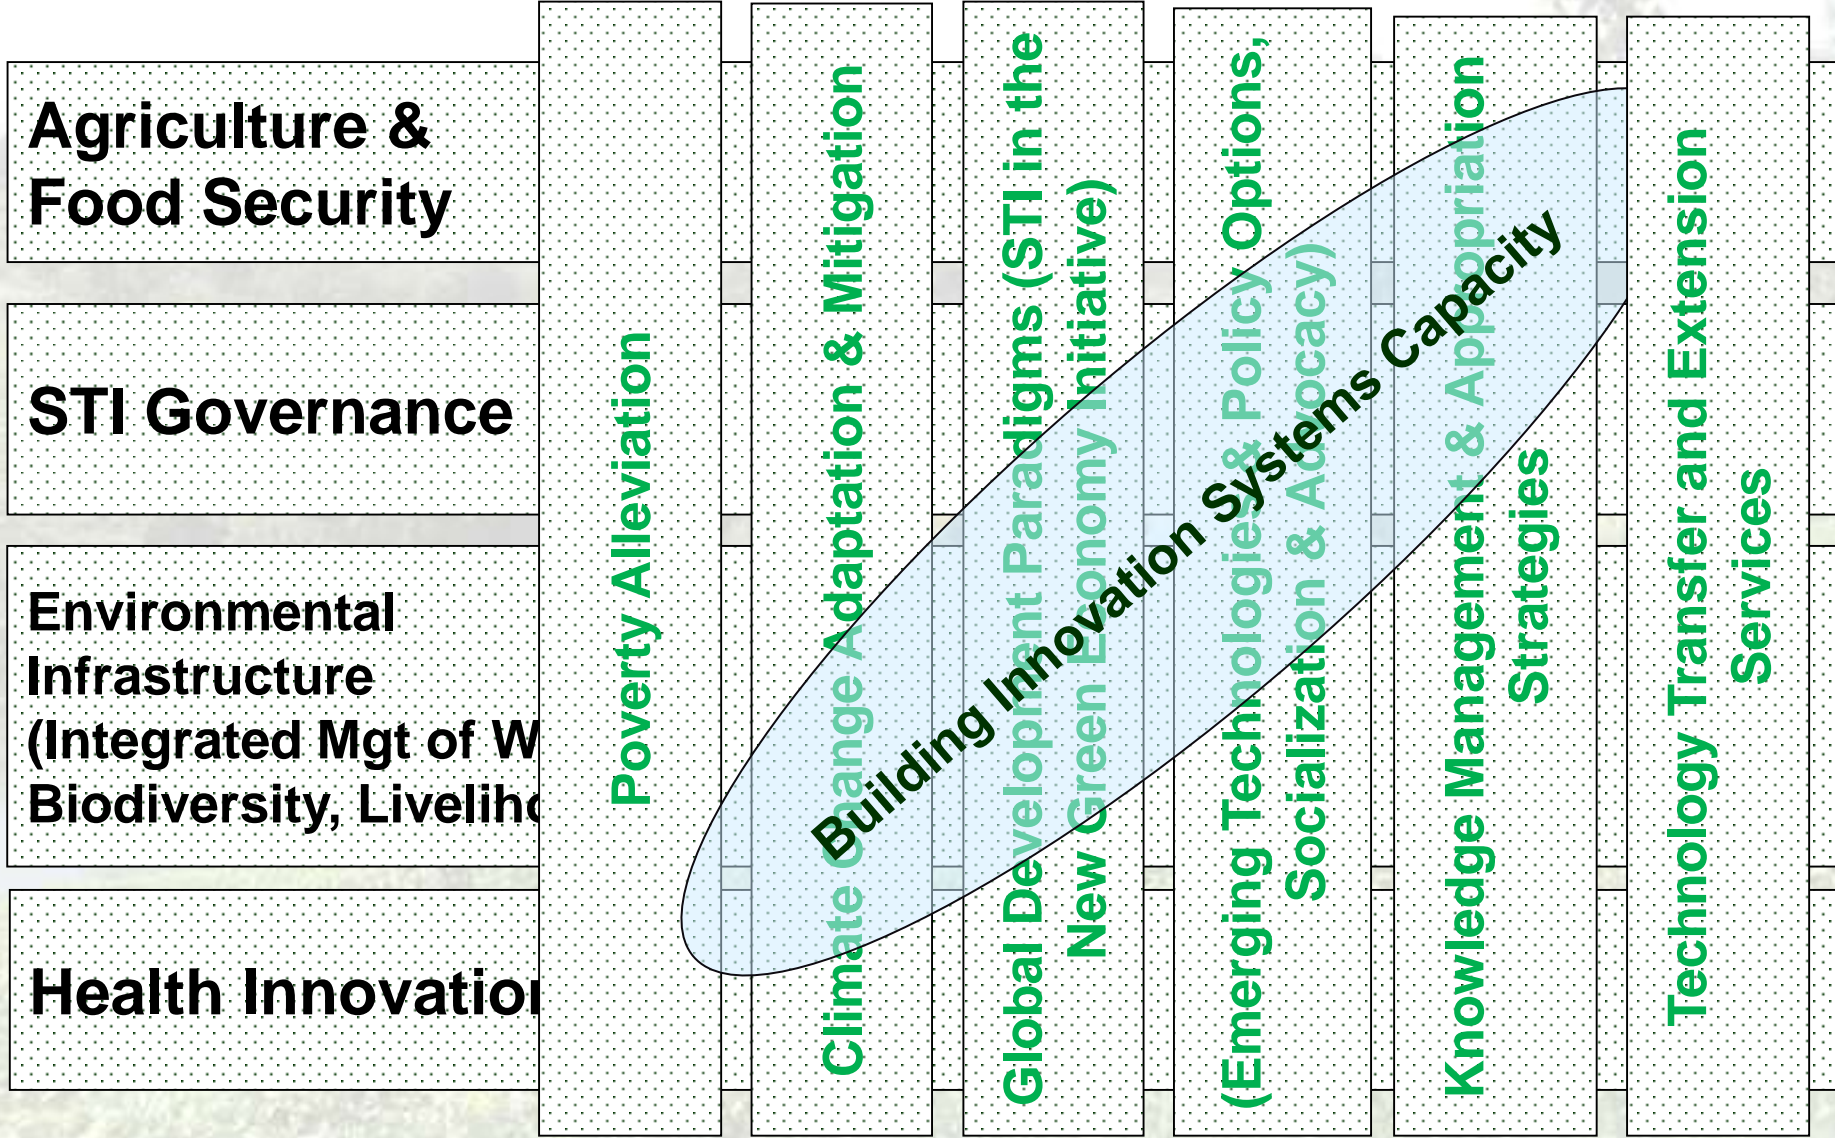 Agriculture &
Food Security
STI Governance
Environmental
Infrastructure
(Integrated Mgt of
Biodiversity,
Health
Poverty Alleviation
Climate Change Adaptation & Mitigation
Global Development Paradigms (STI in the
New Green Economy Initiative)
(Emerging Technologies & Policy Options,
Socialization & Advocacy)
Knowledge Management & Appropriation
Strategies
Technology Transfer and Extension
Services
Building Innovation Systems Capacity